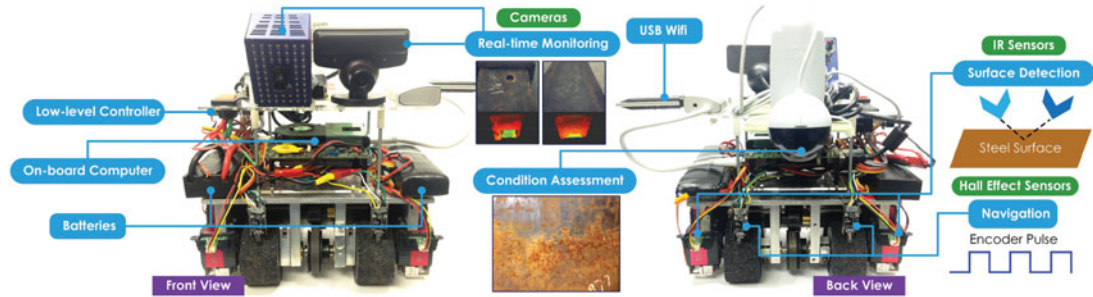 Cameras
Real-time Monitoring
USB Wifi
IR Sensors
Surface Detection
Low-level Controller
Steel Surface
On-board Computer
Condition Assessment
Hall Effect Sensors
Batteries
Navigation
Encoder Pulse
Front View
Back View